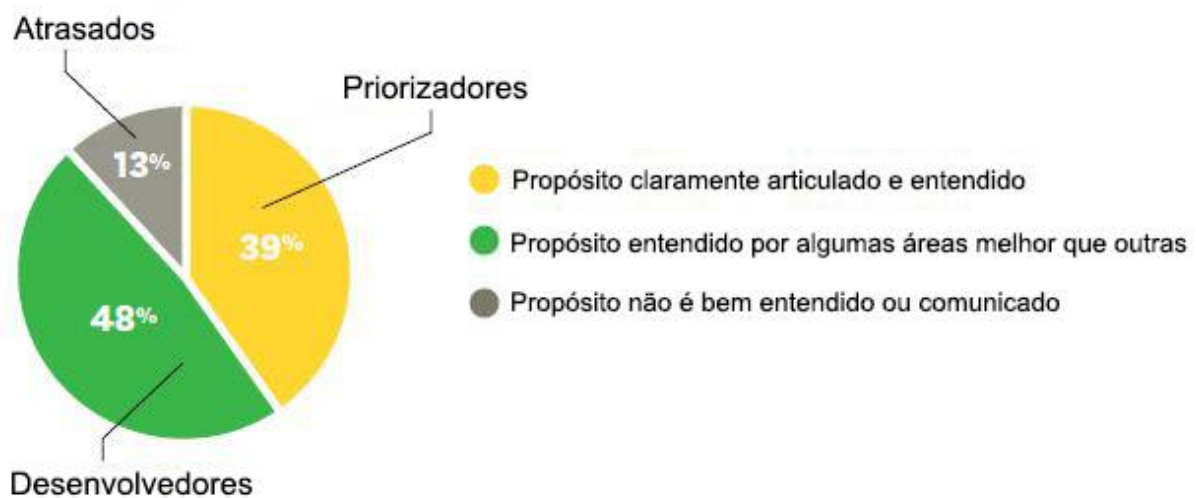 Atrasados
Priorizadores
13%
39%
48%
Desenvolvedores
Propósito claramente articulado e entendido
Propósito entendido por algumas áreas melhor que outras
Propósito não é bem entendido ou comunicado